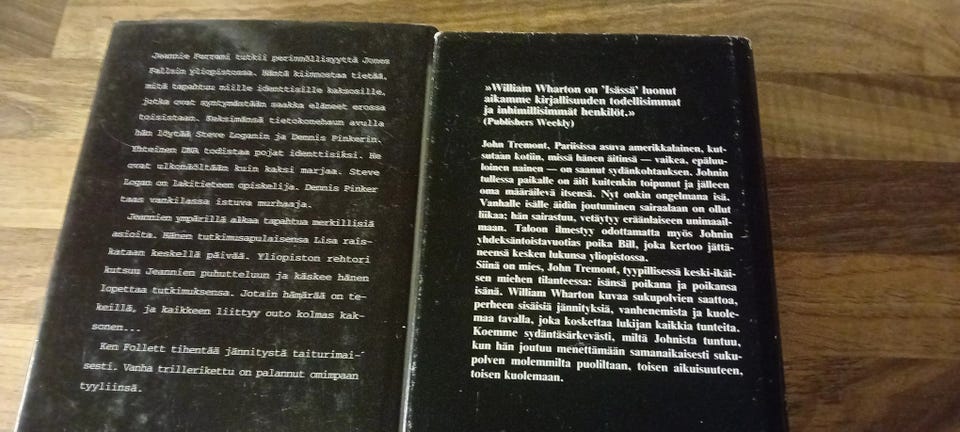 Jeannie Ferrami tutkii perinnöllisyyttä Jones
Fallsin yliopistossa. Häntä kiinnostaa tietää,
mitä tapahtuu niille identtisille kaksosille,
jotka ovat syntymästään saakka eläneet erossa
toisistaan. Keksimänsä tietokonehaun avulla
hän löytää Steve Loganin ja Dennis Pinkerin.
Yhteinen DNA todistaa pojat identtisiksi. He
ovat ulkomuodoltaan kuin kaksi marjaa. Steve
Logan on lakitieteen opiskelija. Dennis Pinker
taas vankilassa istuva murhaaja.
Jeannien ympärillä alkaa tapahtua merkillisiä
asioita. Hänen tutkimusapulaisensa Lisa rais-
kataan keskellä päivää. Yliopiston rehtori
kutsuu Jeannien puhutteluun ja käskee hänen
lopettaa tutkimuksensa. Jotain hämärää on te-
keillä, ja kaikkeen liittyy outo kolmas kak-
sonen...
Ken Follett tihentää jännitystä taiturimai-
sesti. Vanha trillerikettu on palannut omimpaan
tyyliinsä.
»William Wharton on 'Isässä' luonut
aikamme kirjallisuuden todellisimmat
ja inhimillisimmät henkilöt.»
(Publishers Weekly)
John Tremont, Pariisissa asuva amerikkalainen, kut-
sutaan kotiin, missä hänen äitinsä — vaikea, epäluu-
loinen nainen — on saanut sydänkohtauksen. Johnin
tullessa paikalle on äiti kuitenkin toipunut ja jälleen
oma määräilevä itsensä. Nyt onkin ongelmana isä.
Vanhalle isälle äidin joutuminen sairaalaan on ollut
liikaa; hän sairastuu, vetäytyy eräänlaiseen unimaail-
maan. Taloon ilmestyy odottamatta myös Johnin
yhdeksäntoistavuotias poika Bill, joka kertoo jättä-
neensä kesken lukunsa yliopistossa.
Siinä on mies, John Tremont, tyypillisessä keski-ikäi-
sen miehen tilanteessa: isänsä poikana ja poikansa
isänä. William Wharton kuvaa sukupolvien saattoa,
perheen sisäisiä jännityksiä, vanhenemista ja kuole-
maa tavalla, joka koskettaa lukijan kaikkia tunteita.
Koemme sydäntäsärkevästi, miltä Johnista tuntuu,
kun hän joutuu menettämään samanaikaisesti suku-
polven molemmilta puoliltaan, toisen aikuisuuteen,
toisen kuolemaan.